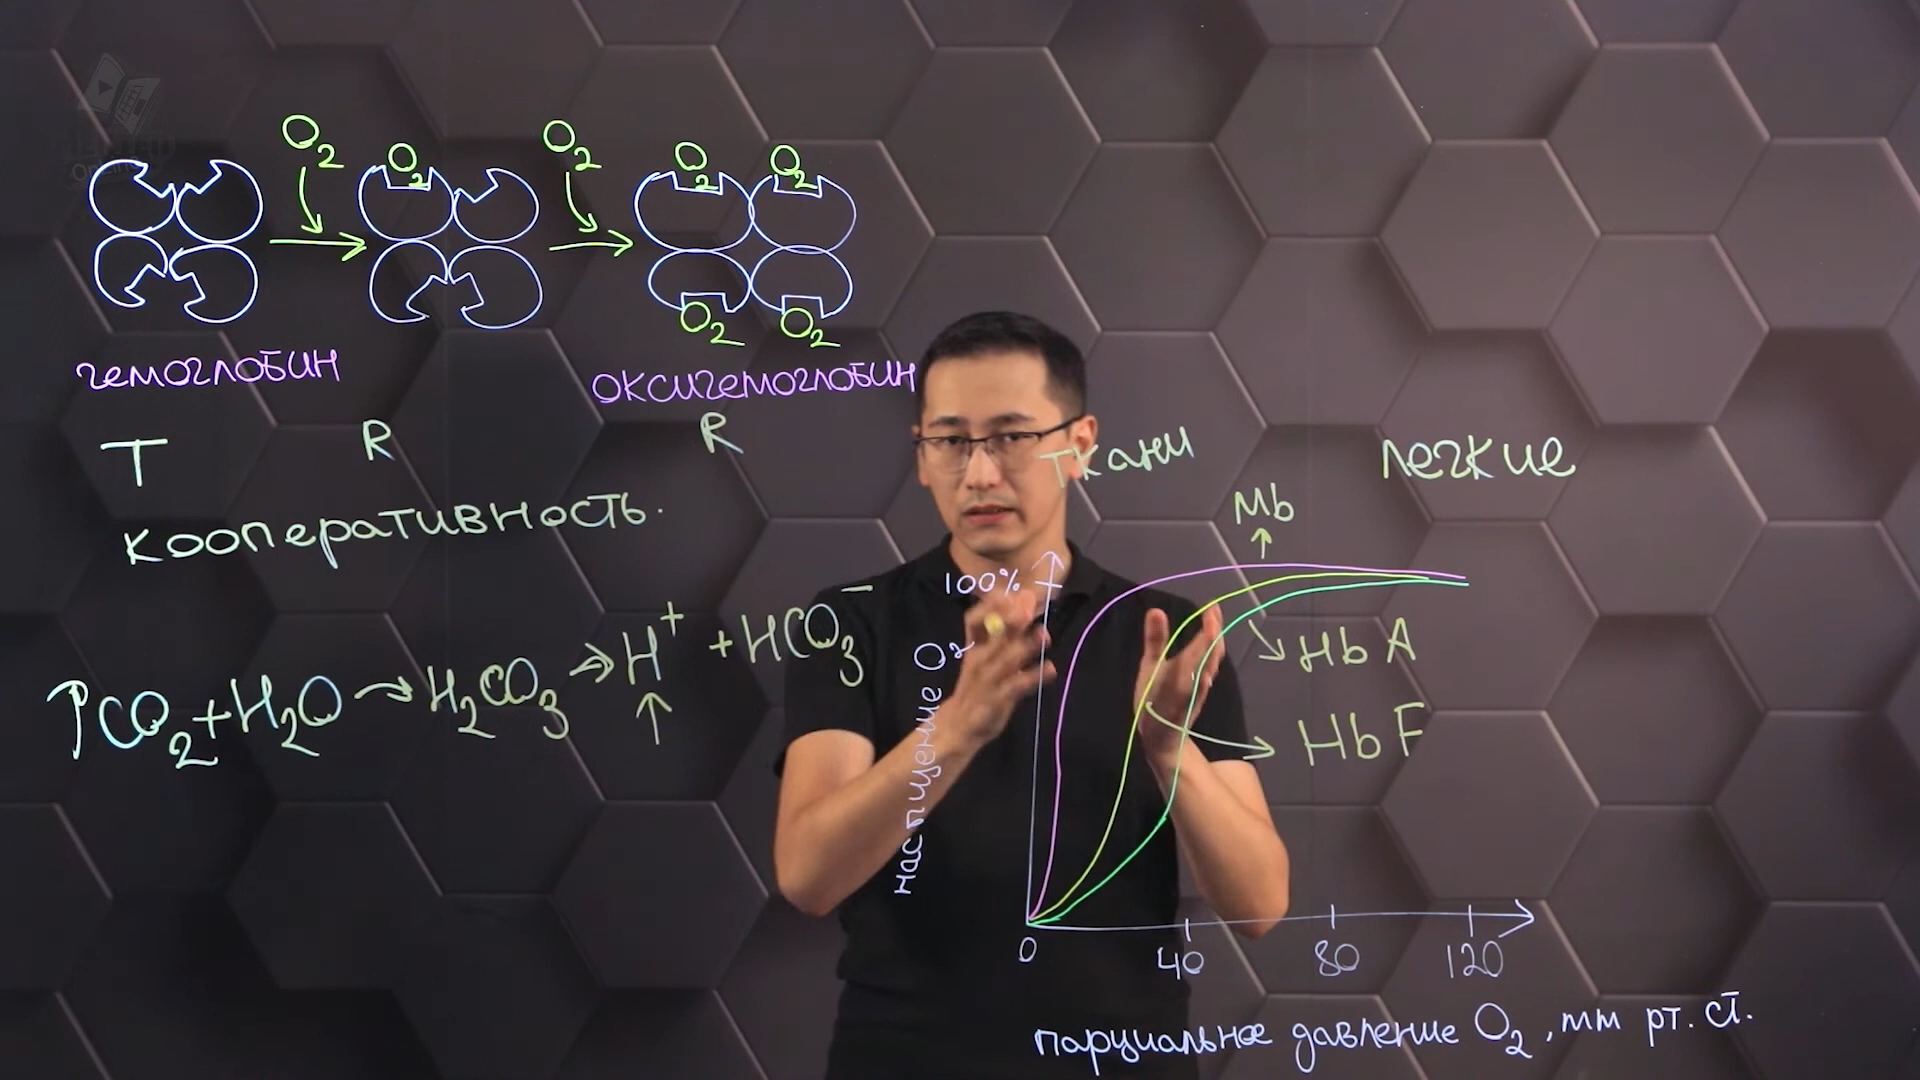 O₂ O₂ O₂ O₂ O₂
O₂ O₂
гемоглобин оксигемоглобин
T R R
кооперативность.
↑CO₂+H₂O → H₂CO₃ → H⁺ + HCO₃⁻
↑
Ткани легкие
Mb
↑
100%
насыщение O₂
Hb A
Hb F
0 40 80 120
парциальное давление O₂, мм рт. ст.
OnLine